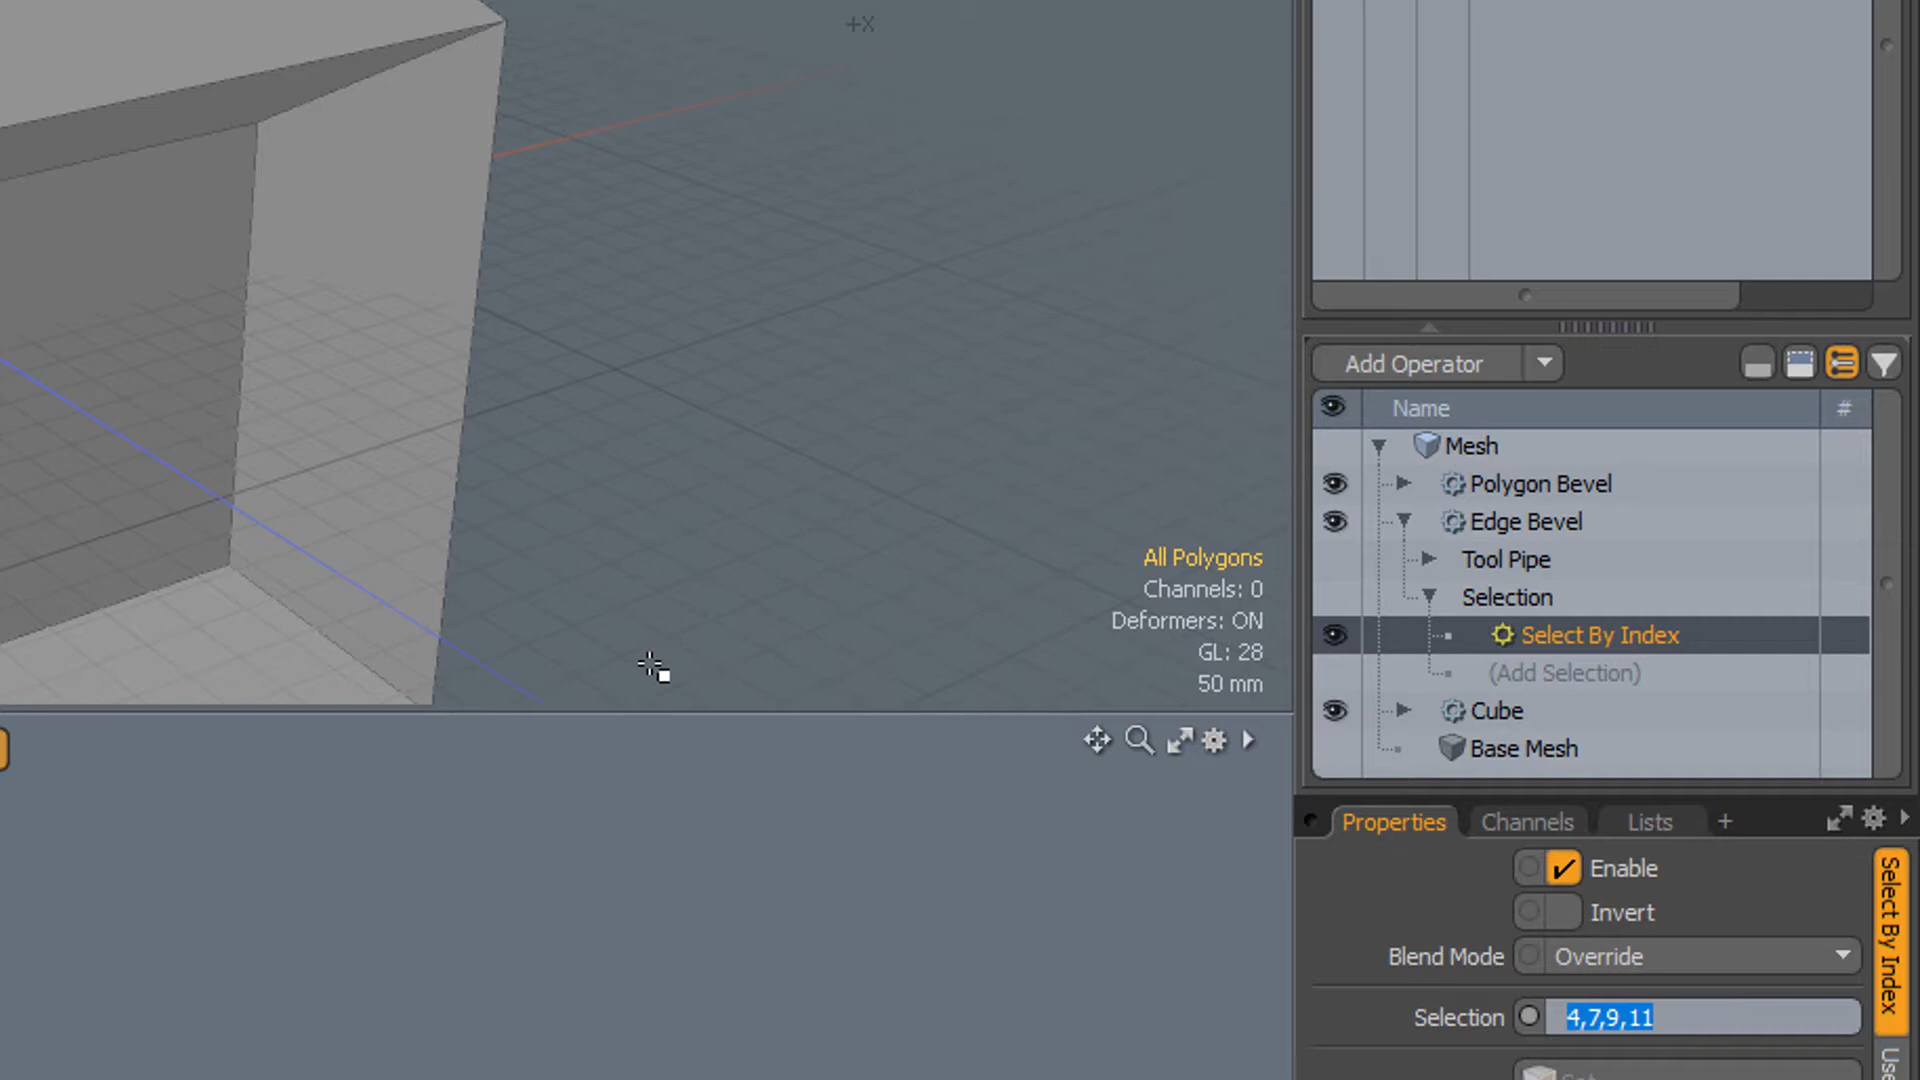 +X
Add Operator
Name #
Mesh
Polygon Bevel
Edge Bevel
Tool Pipe
Selection
Select By Index
(Add Selection)
Cube
Base Mesh
All Polygons
Channels: 0
Deformers: ON
GL: 28
50 mm
Properties Channels Lists +
Enable
Invert
Blend Mode Override
Selection 4,7,9,11
Select By Index
Use